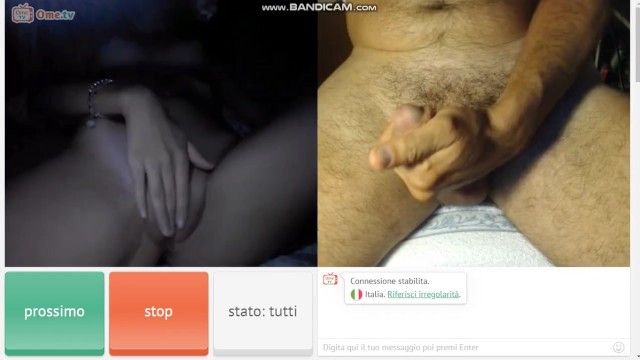 Ome.tv
www.BANDICAM.com
prossimo
stop
stato: tutti
Connessione stabilita.
Italia. Riferisci irregolarità.
Digita qui il tuo messaggio poi premi Enter